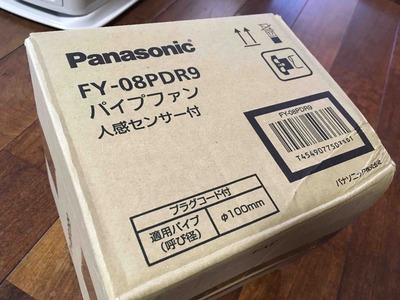 Panasonic
FY-08PDR9
パイプファン
人感センサー付
FY-08PDR9
パナソニック株式会社
プラグコード付
適用パイプ
(呼び径)
φ100mm